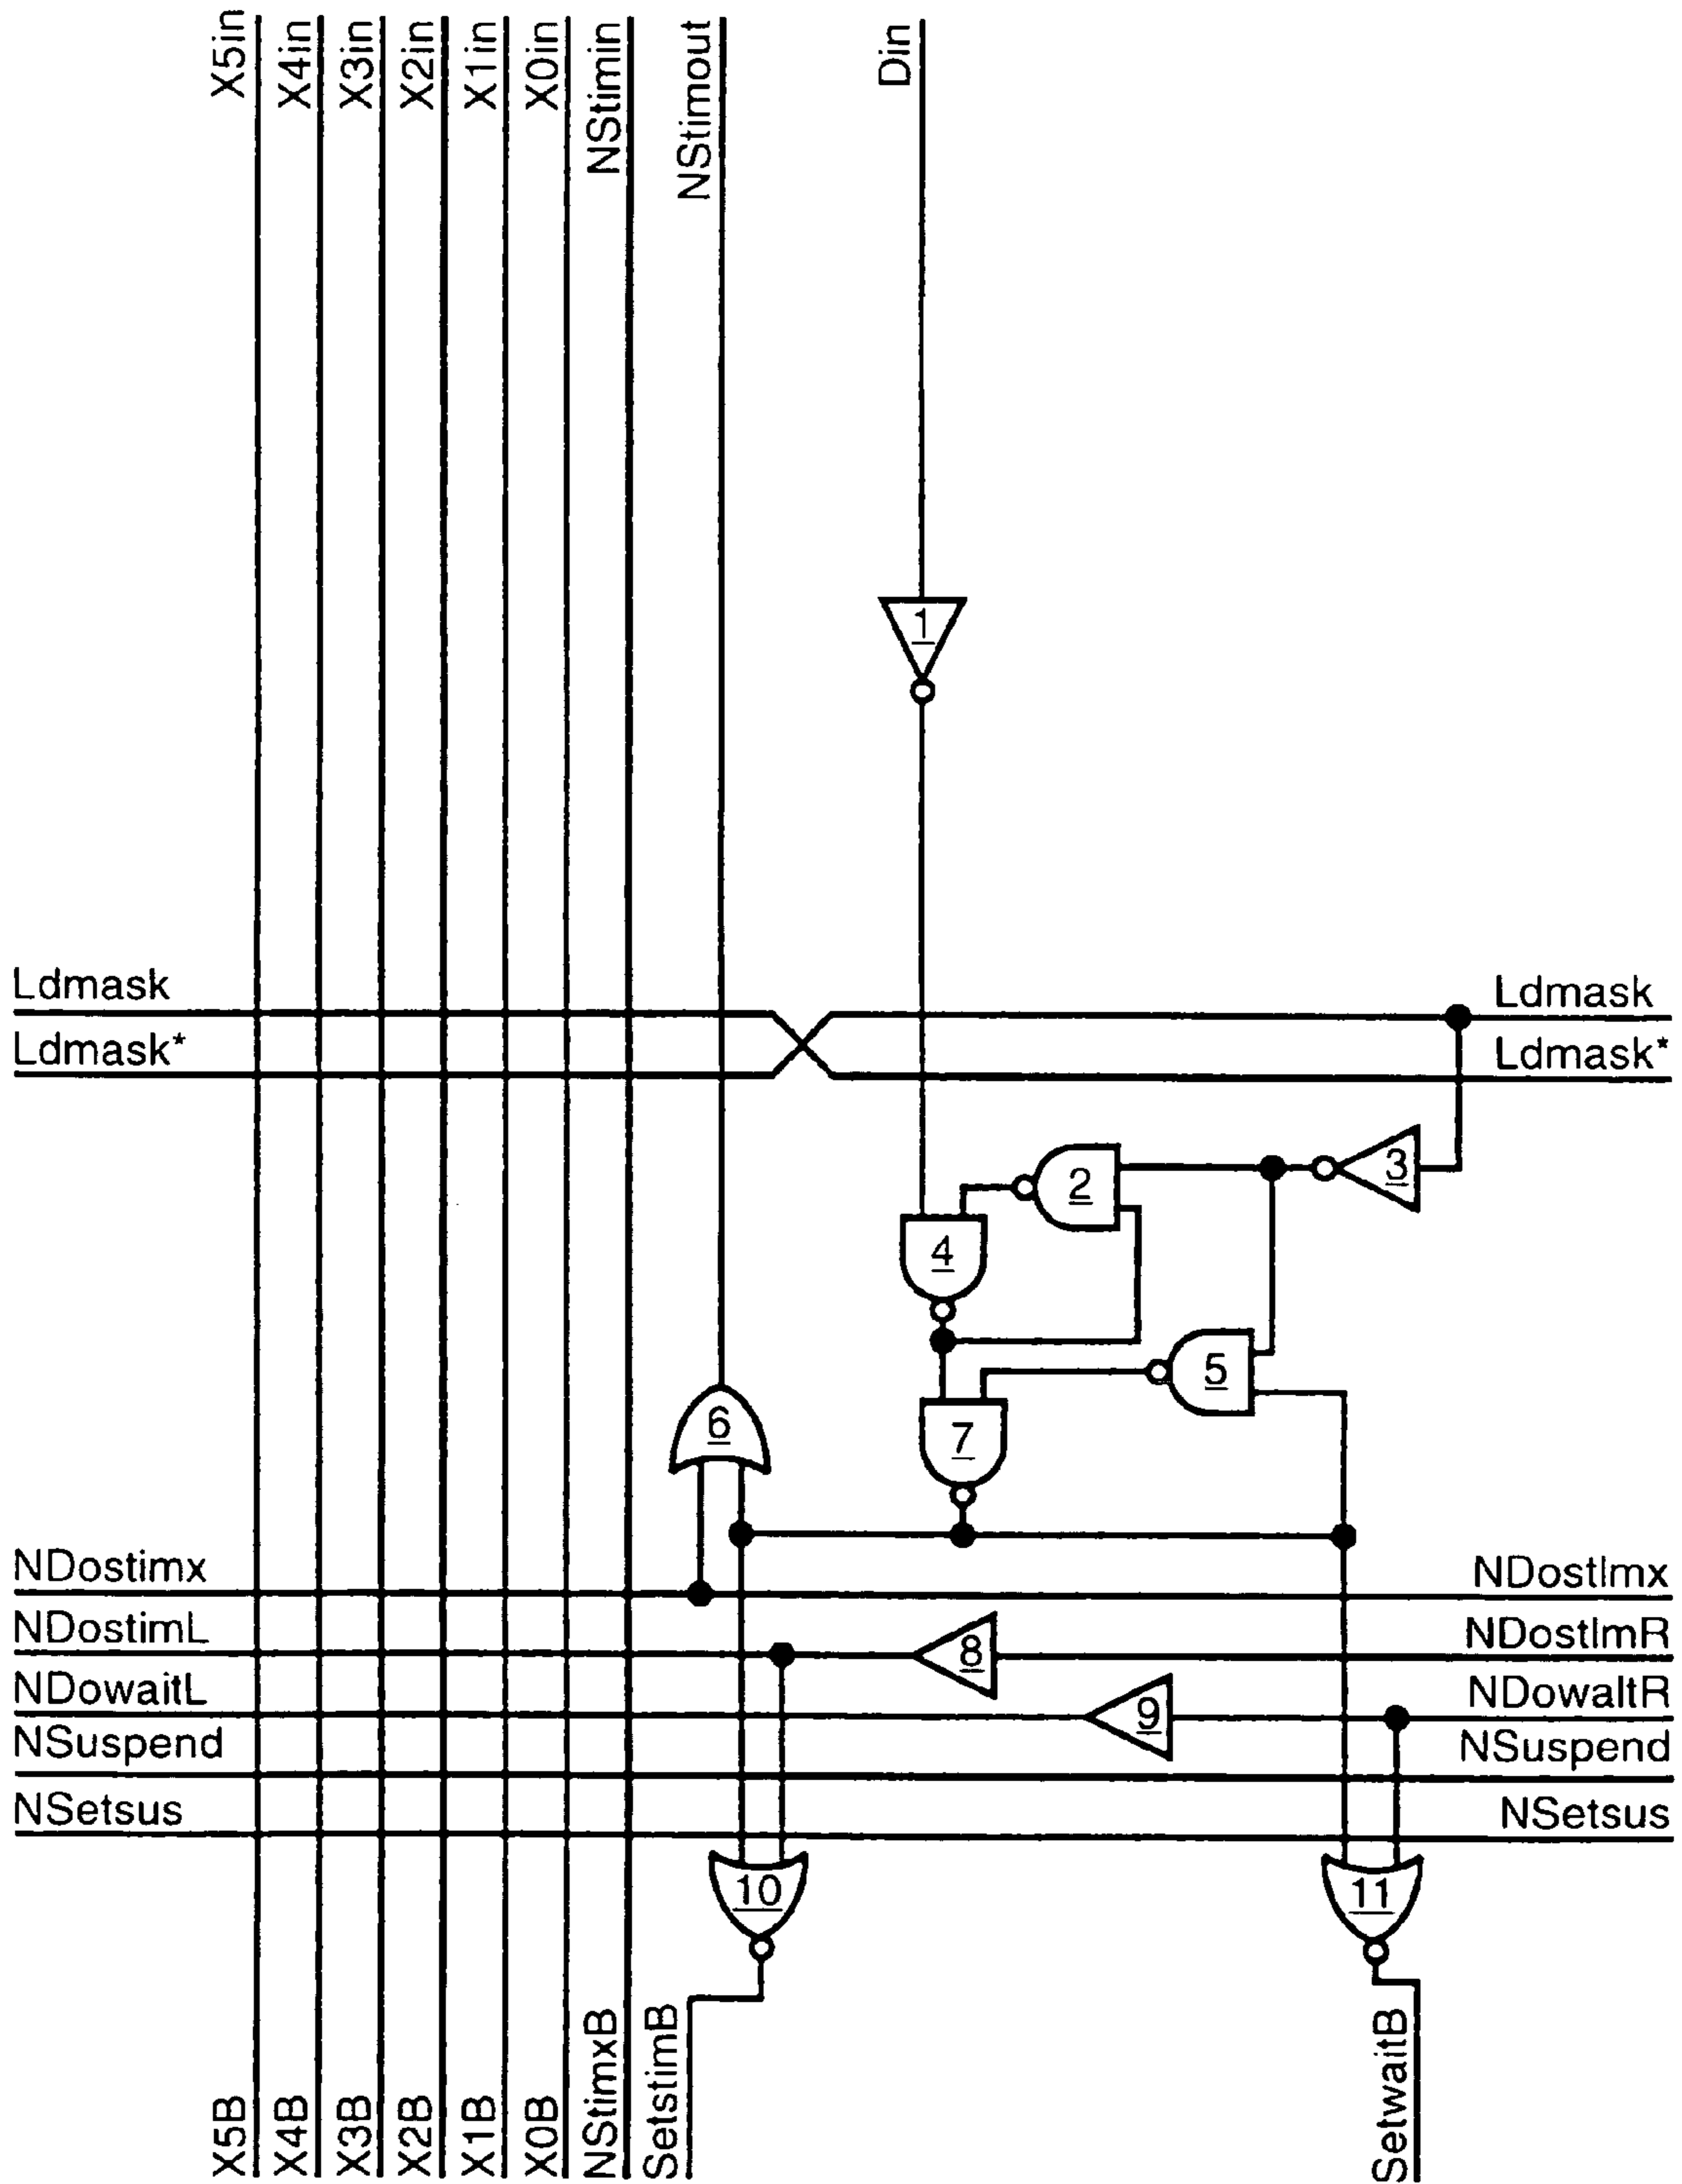 X5in
X4in
X3in
X2in
X1in
X0in
NStimin
NStimout
Din
1
Ldmask
Ldmask
Ldmask*
Ldmask*
3
2
4
5
6
7
NDostimx
NDostImx
NDostimL
8
NDostImR
NDowaitL
9
NDowaItR
NSuspend
NSuspend
NSetsus
NSetsus
10
11
X5B
X4B
X3B
X2B
X1B
X0B
NStimxB
SetstimB
SetwaitB